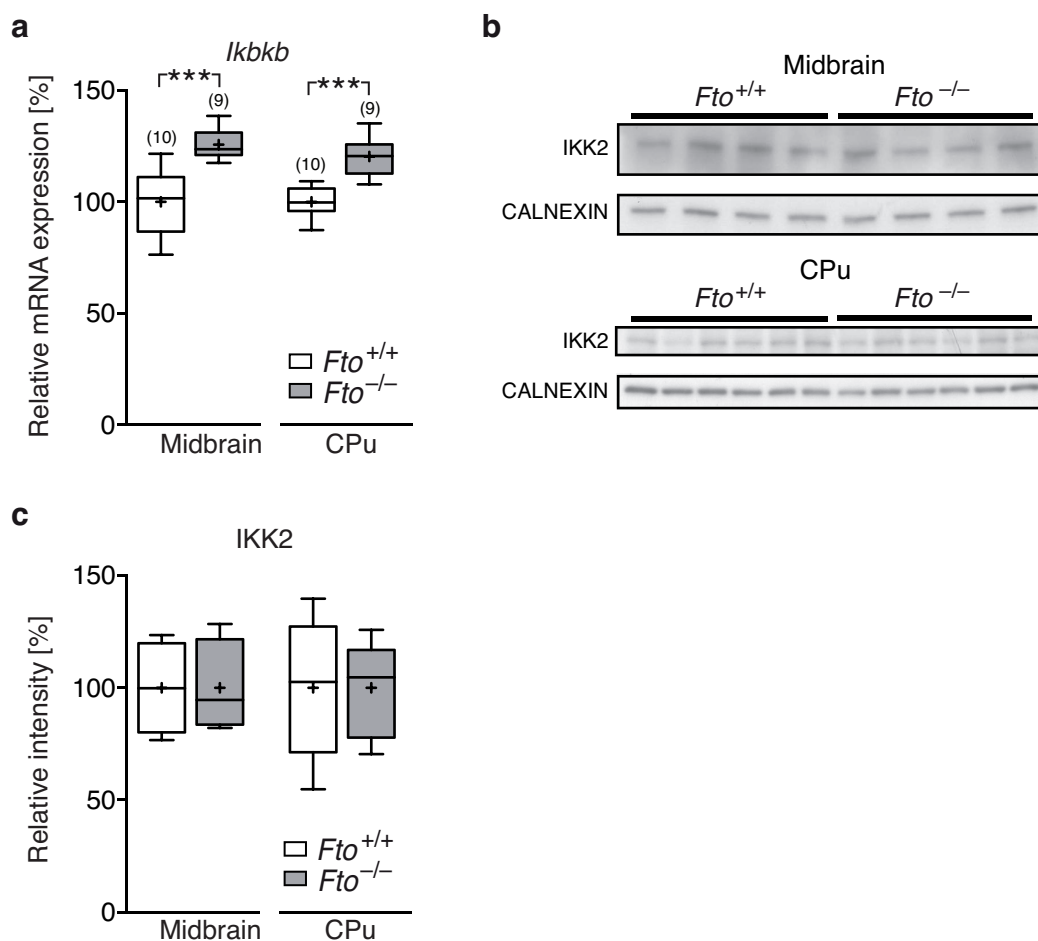 a
Ikbkb
Relative mRNA expression [%]
150
100
50
0
***
***
(10)
(9)
(10)
(9)
Fto+/+
Fto–/–
Midbrain
CPu
b
Midbrain
Fto+/+ Fto–/–
IKK2
CALNEXIN
CPu
Fto+/+ Fto–/–
IKK2
CALNEXIN
c
IKK2
Relative intensity [%]
150
100
50
0
Fto+/+
Fto–/–
Midbrain
CPu